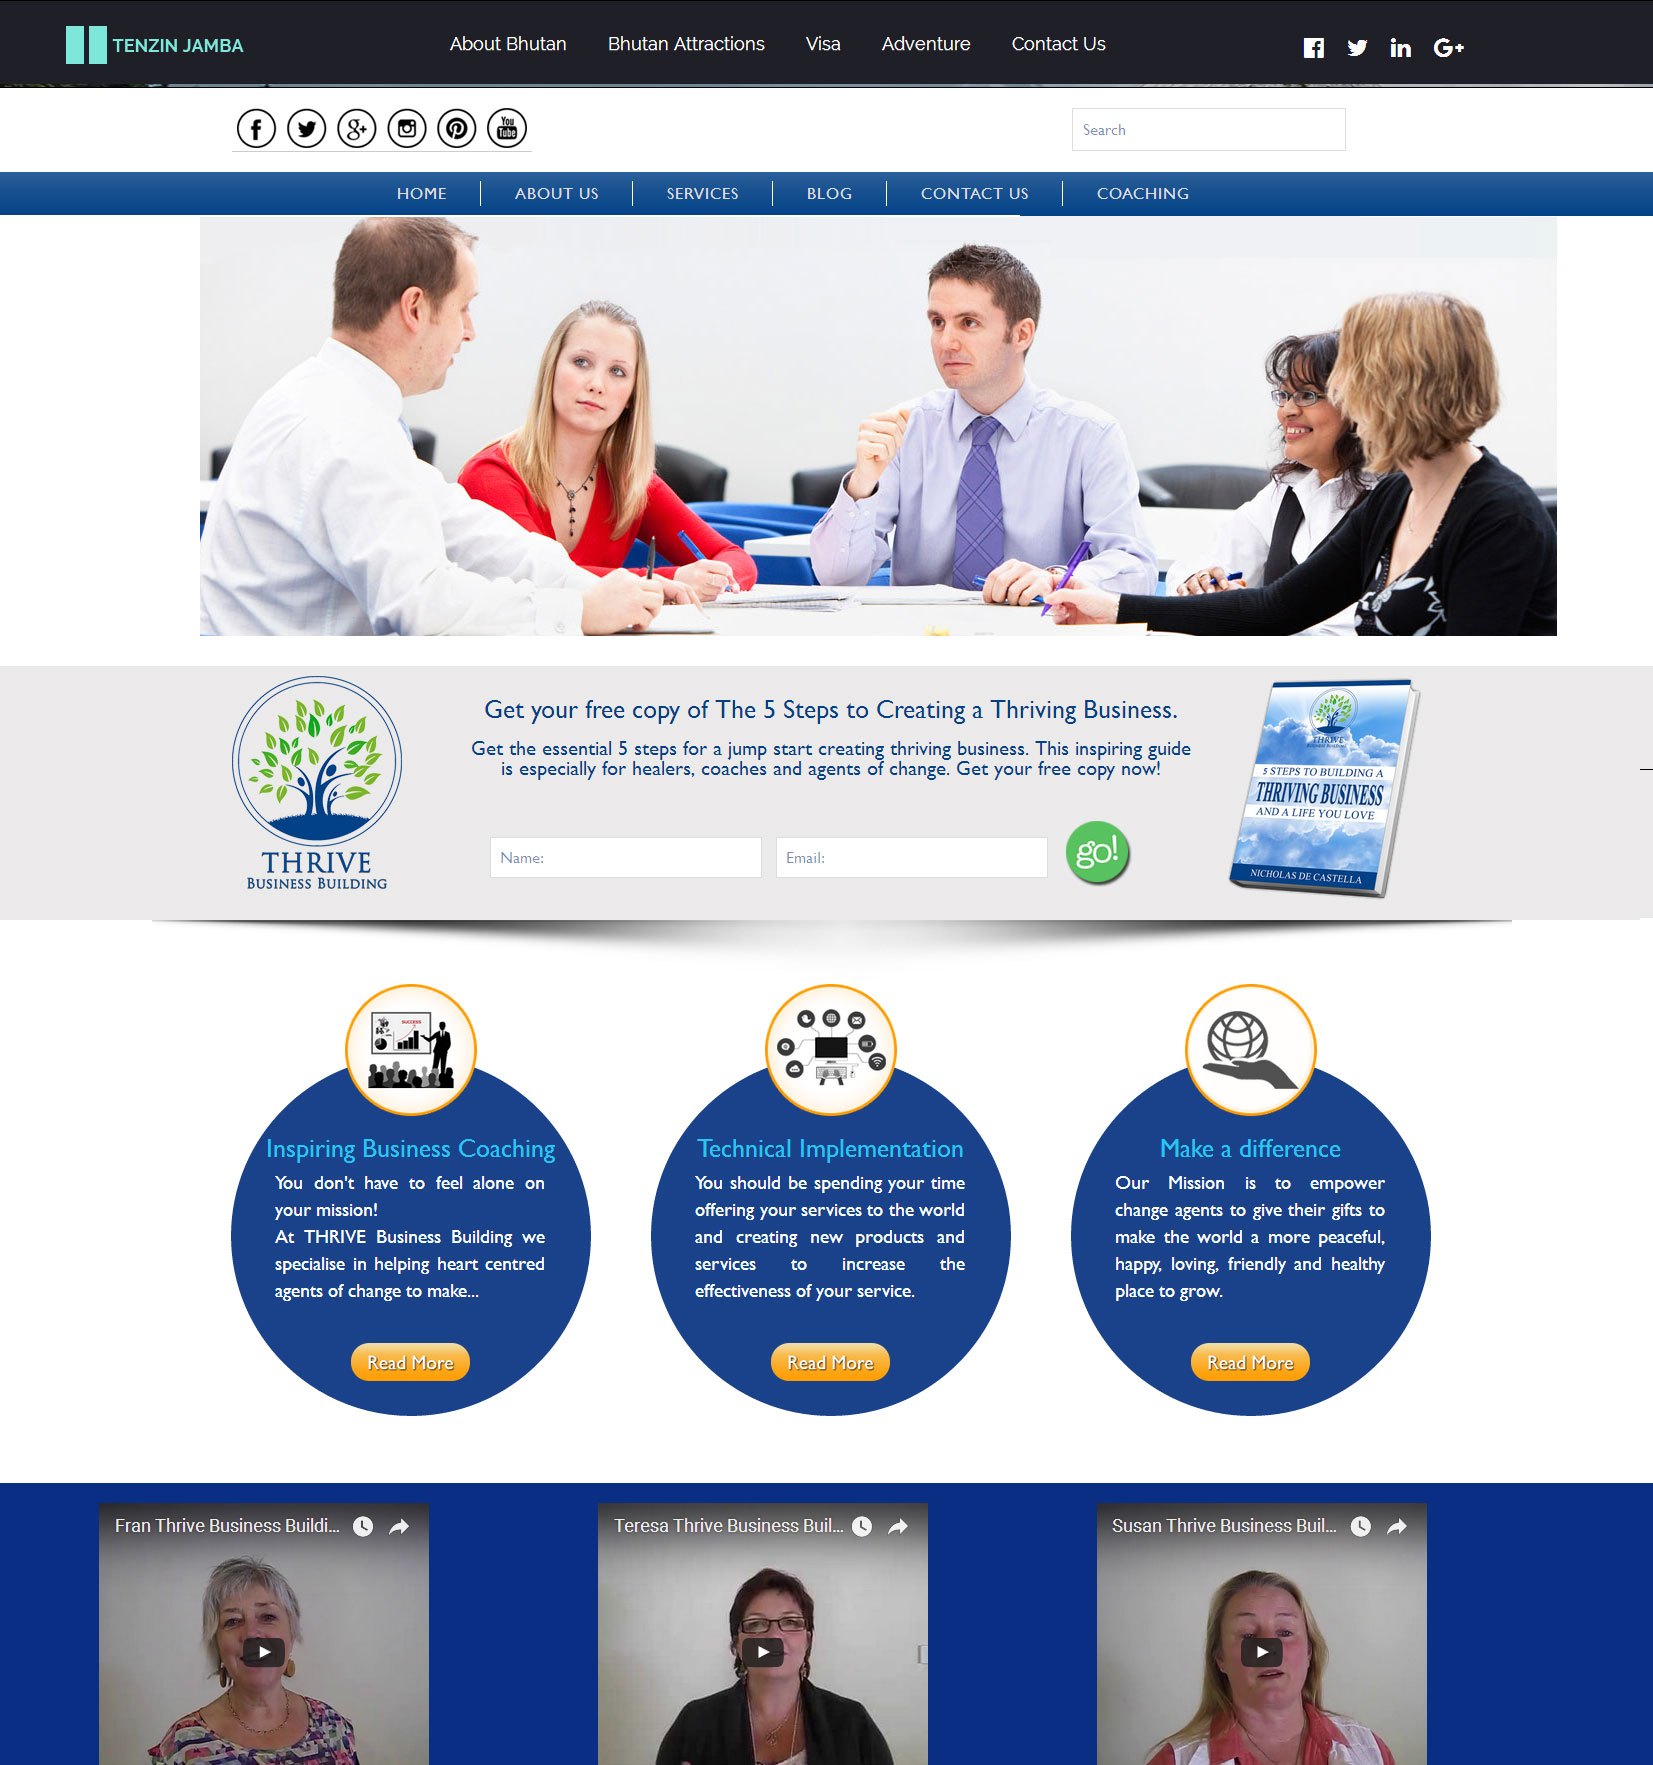 TENZIN JAMBA
About Bhutan
Bhutan Attractions
Visa
Adventure
Contact Us
You
Tube
Search
HOME
ABOUT US
SERVICES
BLOG
CONTACT US
COACHING
THRIVE
BUSINESS BUILDING
Get your free copy of The 5 Steps to Creating a Thriving Business.
Get the essential 5 steps for a jump start creating thriving business. This inspiring guide
is especially for healers, coaches and agents of change. Get your free copy now!
Name:
Email:
go!
THRIVE
BUSINESS BUILDING
5 STEPS TO BUILDING A
THRIVING BUSINESS
AND A LIFE YOU LOVE
NICHOLAS DE CASTELLA
SUCCESS
Inspiring Business Coaching
You don't have to feel alone on
your mission!
At THRIVE Business Building we
specialise in helping heart centred
agents of change to make...
Read More
Technical Implementation
You should be spending your time
offering your services to the world
and creating new products and
services to increase the
effectiveness of your service.
Read More
Make a difference
Our Mission is to empower
change agents to give their gifts to
make the world a more peaceful,
happy, loving, friendly and healthy
place to grow.
Read More
Fran Thrive Business Buildi...
Teresa Thrive Business Buil...
Susan Thrive Business Buil...